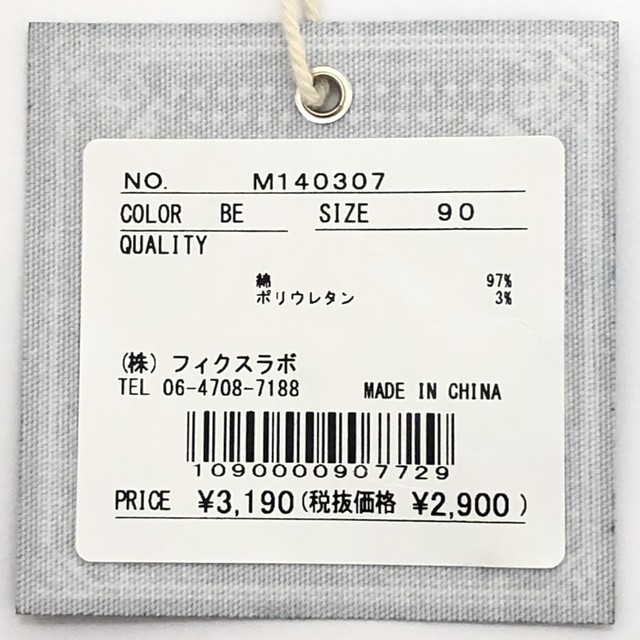 NO. M140307
COLOR BE SIZE 90
QUALITY
綿 97%
ポリウレタン 3%
(株) フィクスラボ
TEL 06-4708-7188 MADE IN CHINA
1090000907729
PRICE ¥3,190(税抜価格 ¥2,900 )